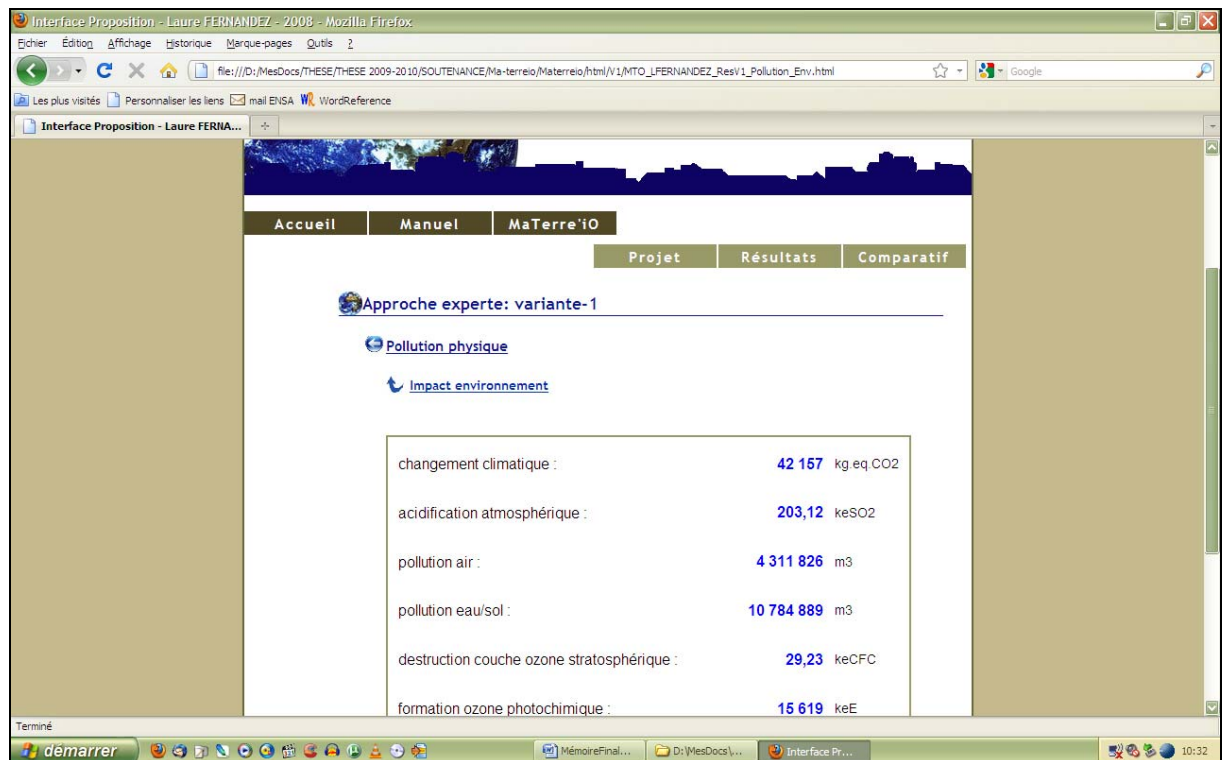 Interface Proposition - Laure FERNANDEZ - 2008 - Mozilla Firefox
Fichier Édition Affichage Historique Marque-pages Outils ?
file:///D:/MesDocs/THESE/THESE 2009-2010/SOUTENANCE/Ma-terreio/Materreio/html/V1/MTO_LFERNANDEZ_ResV1_Pollution_Env.html Google
Les plus visités Personnaliser les liens mail ENSA WordReference
Interface Proposition - Laure FERNA...
Accueil Manuel MaTerre'iO
Projet Résultats Comparatif
Approche experte: variante-1
Pollution physique
Impact environnement
changement climatique : 42 157 kg.eq.CO2
acidification atmosphérique : 203,12 keSO2
pollution air : 4 311 826 m3
pollution eau/sol : 10 784 889 m3
destruction couche ozone stratosphérique : 29,23 keCFC
formation ozone photochimique : 15 619 keE
Terminé
démarrer MémoireFinal... D:\MesDocs\... Interface Pr... 10:32